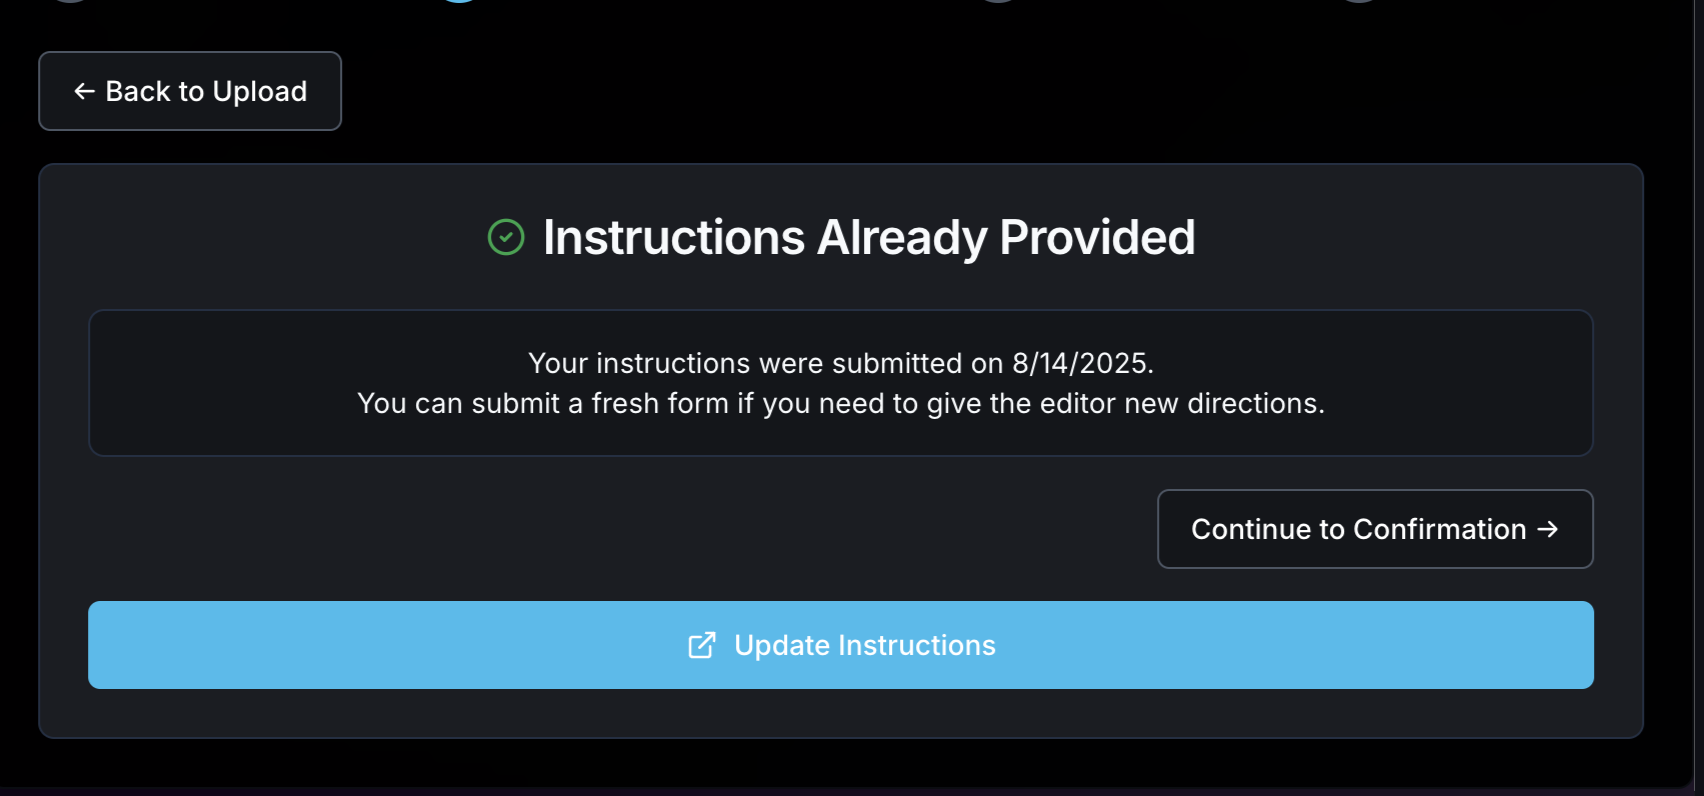 ← Back to Upload
Instructions Already Provided
Your instructions were submitted on 8/14/2025.
You can submit a fresh form if you need to give the editor new directions.
Continue to Confirmation →
Update Instructions